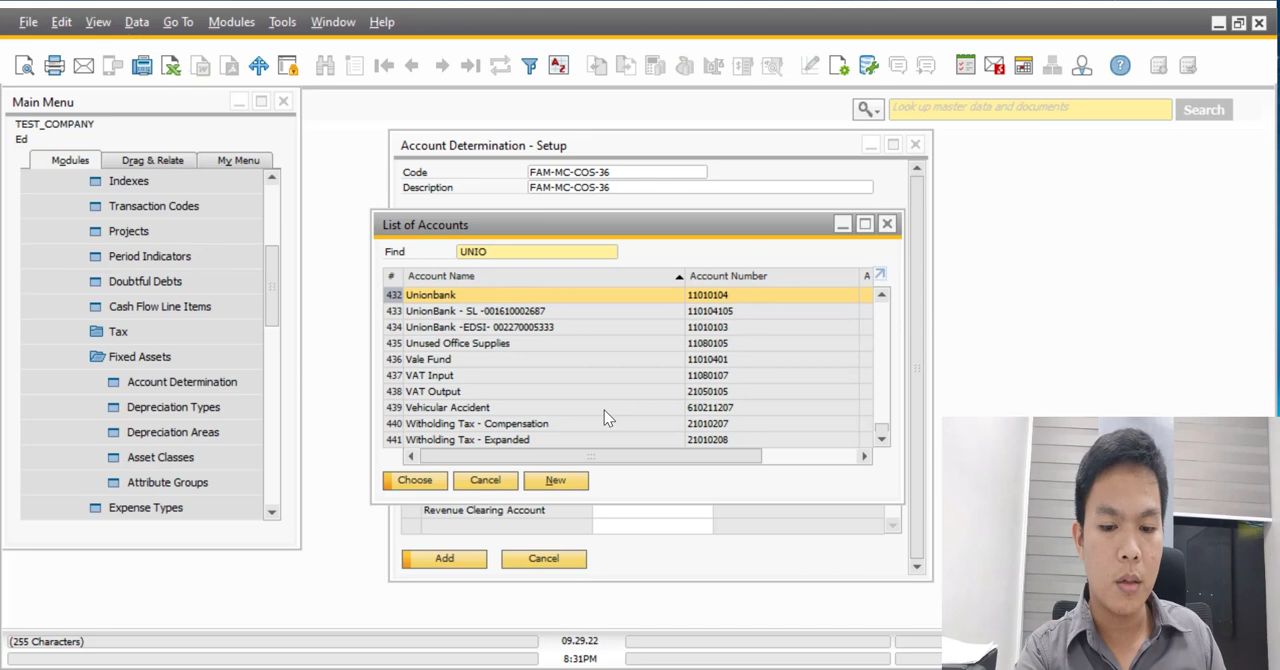 File Edit View Data Go To Modules Tools Window Help
Main Menu
TEST_COMPANY
Ed
Modules Drag & Relate My Menu
Indexes
Transaction Codes
Projects
Period Indicators
Doubtful Debts
Cash Flow Line Items
Tax
Fixed Assets
Account Determination
Depreciation Types
Depreciation Areas
Asset Classes
Attribute Groups
Expense Types
Look up master data and documents Search
Account Determination - Setup
Code FAM-MC-COS-36
Description FAM-MC-COS-36
List of Accounts
Find UNIO
# Account Name Account Number A
432 Unionbank 11010104
433 UnionBank - SL -001610002687 110104105
434 UnionBank -EDSI- 002270005333 11010103
435 Unused Office Supplies 11080105
436 Vale Fund 11010401
437 VAT Input 11080107
438 VAT Output 21050105
439 Vehicular Accident 610211207
440 Witholding Tax - Compensation 21010207
441 Witholding Tax - Expanded 21010208
Choose Cancel New
Revenue Clearing Account
Add Cancel
(255 Characters) 09.29.22
8:31PM